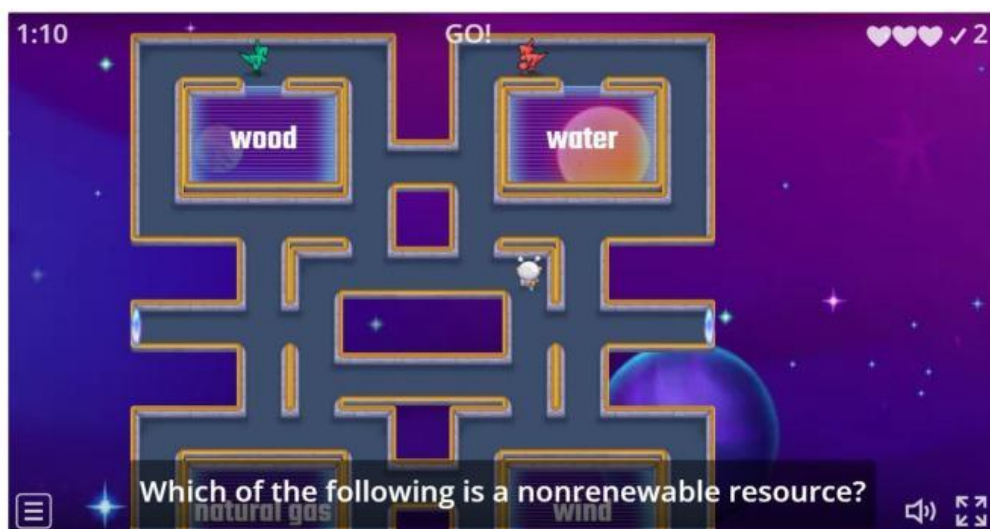 1:10
GO!
✓ 2
wood
water
Which of the following is a nonrenewable resource?
natural gas
wind